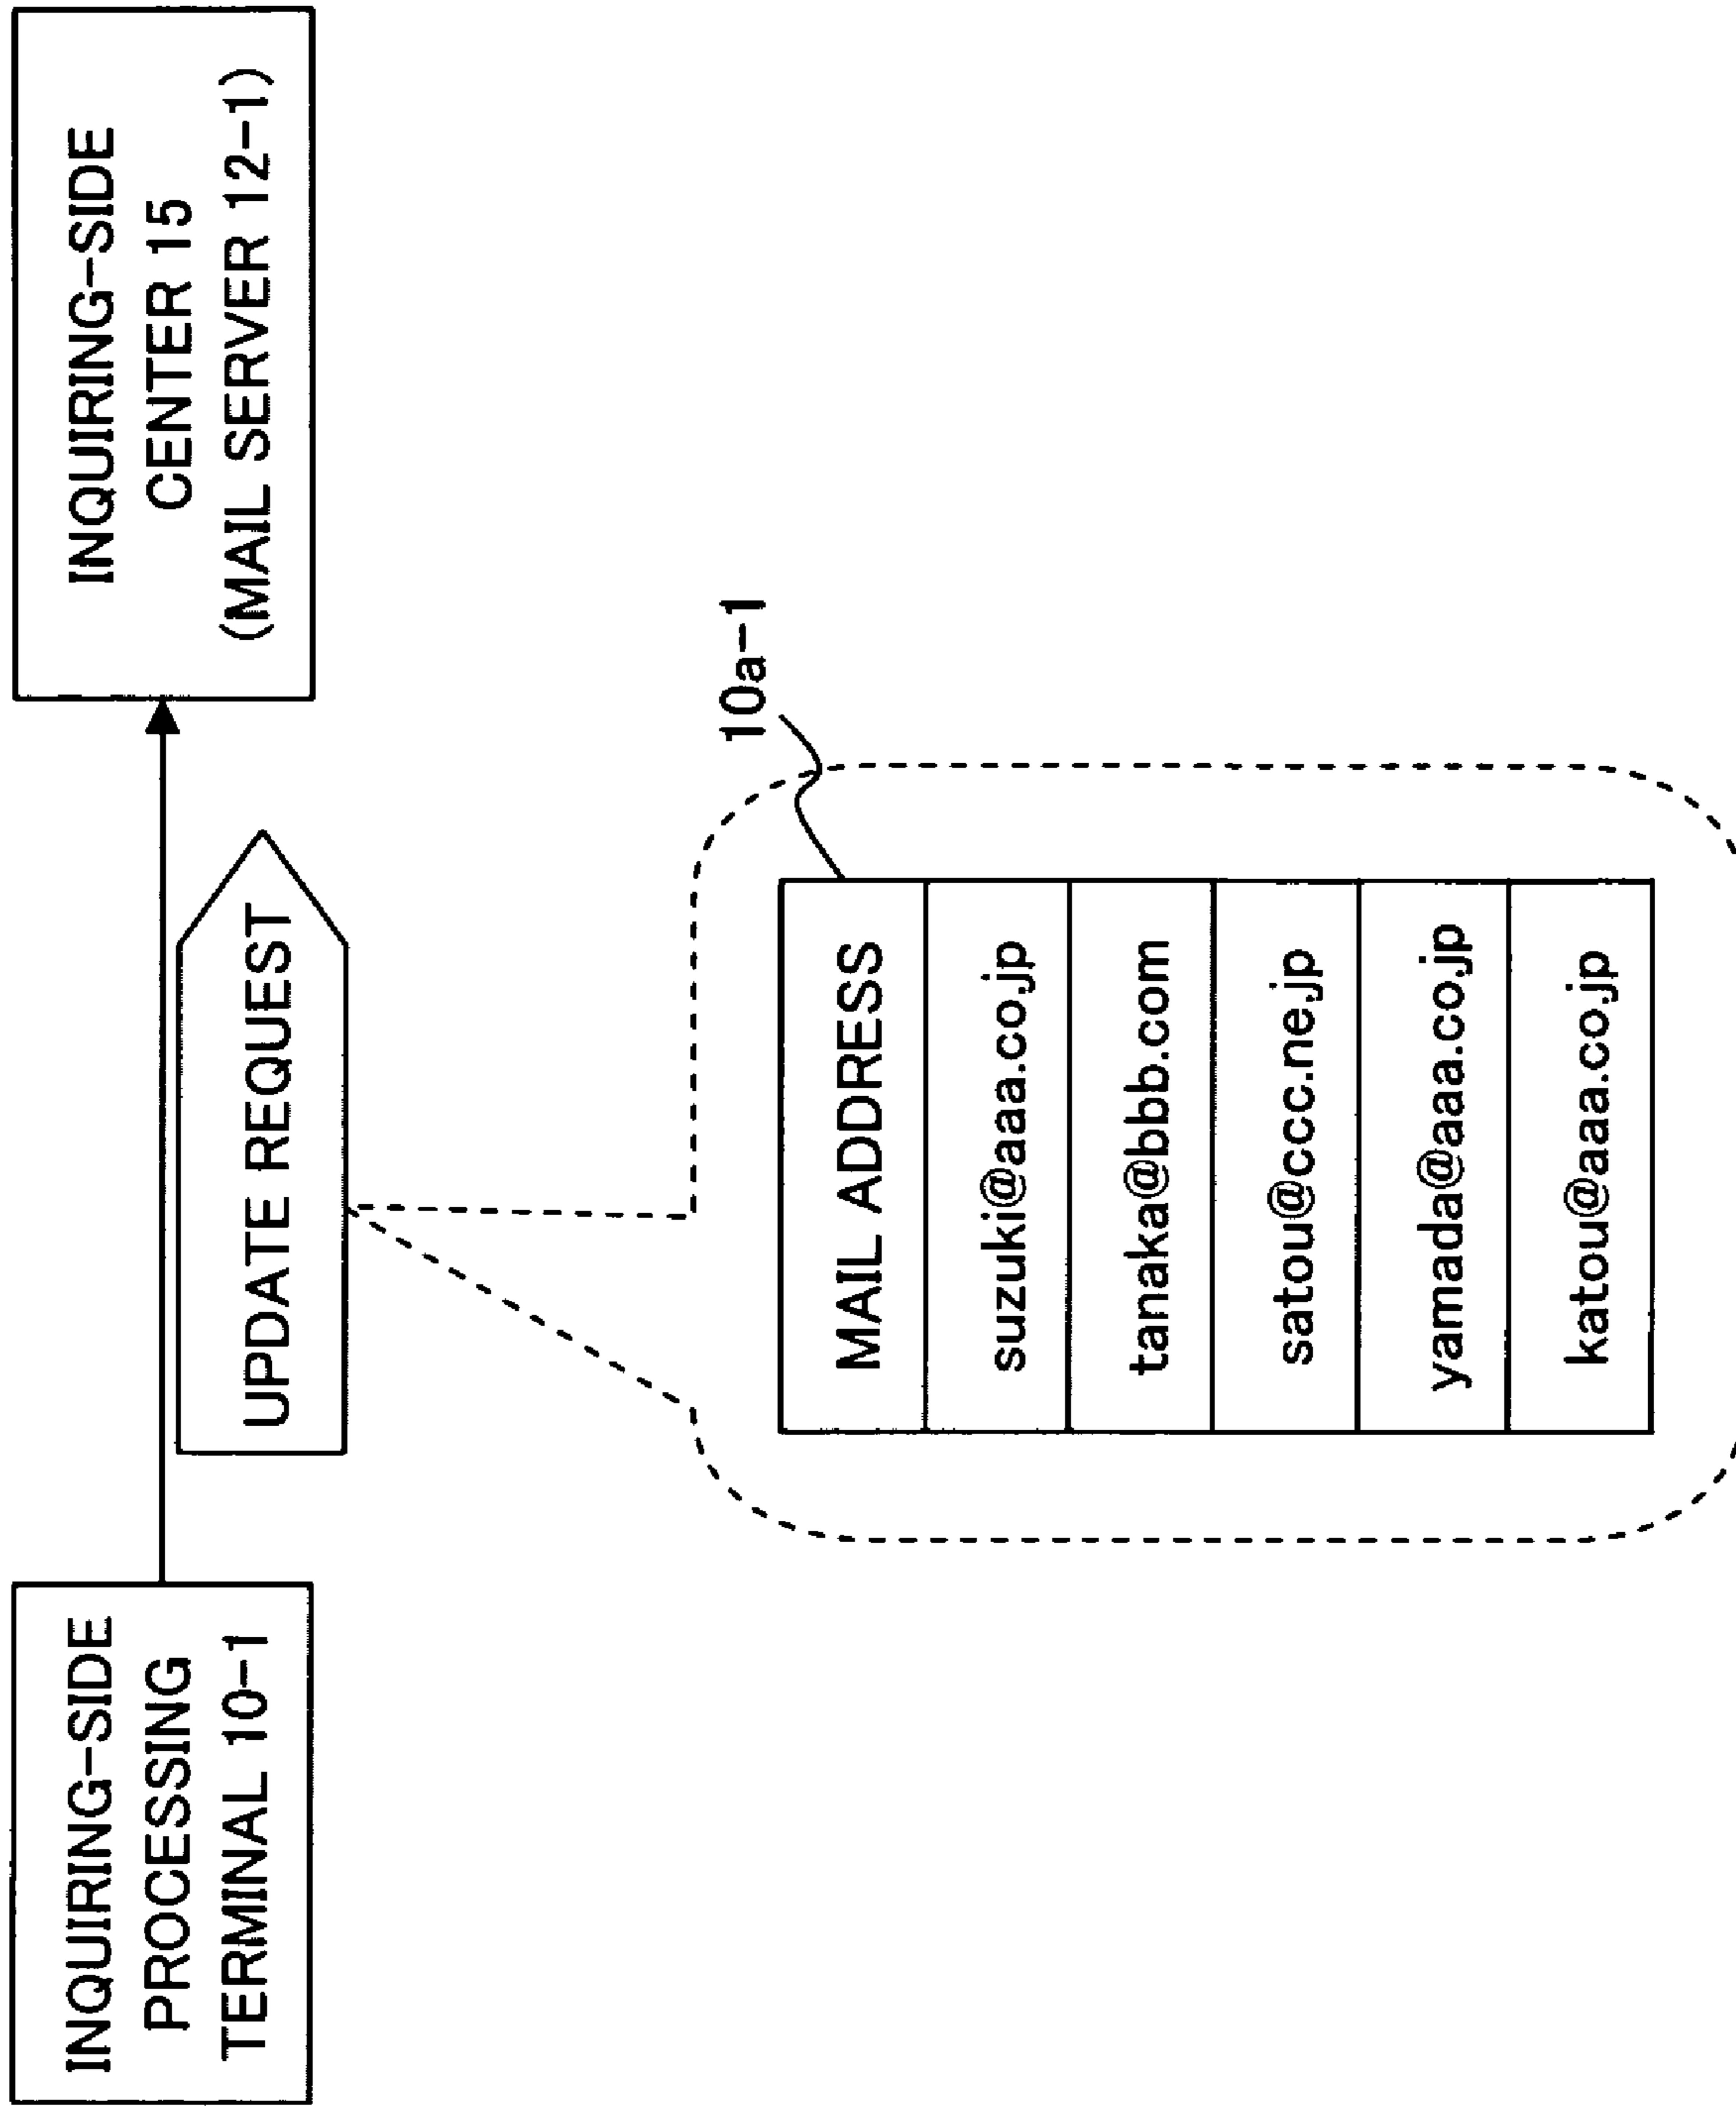 INQUIRING-SIDE
PROCESSING
TERMINAL 10-1
UPDATE REQUEST
INQUIRING-SIDE
CENTER 15
(MAIL SERVER 12-1)
10a-1
MAIL ADDRESS
suzuki@aaa.co.jp
tanaka@bbb.com
satou@ccc.ne.jp
yamada@aaa.co.jp
katou@aaa.co.jp